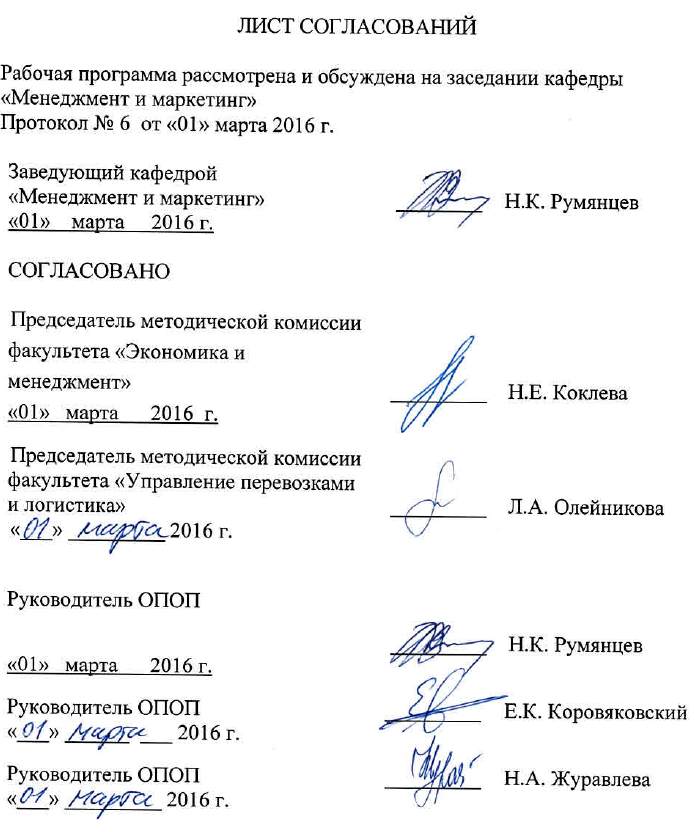 ЛИСТ СОГЛАСОВАНИЙ
Рабочая программа рассмотрена и обсуждена на заседании кафедры
«Менеджмент и маркетинг»
Протокол № 6 от «01» марта 2016 г.
Заведующий кафедрой
«Менеджмент и маркетинг» Н.К. Румянцев
«01» марта 2016 г.
СОГЛАСОВАНО
Председатель методической комиссии
факультета «Экономика и
менеджмент» Н.Е. Коклева
«01» марта 2016 г.
Председатель методической комиссии
факультета «Управление перевозками
и логистика» Л.А. Олейникова
«01» марта 2016 г.
Руководитель ОПОП
Н.К. Румянцев
«01» марта 2016 г.
Руководитель ОПОП Е.К. Коровяковский
«01» марта 2016 г.
Руководитель ОПОП Н.А. Журавлева
«01» марта 2016 г.